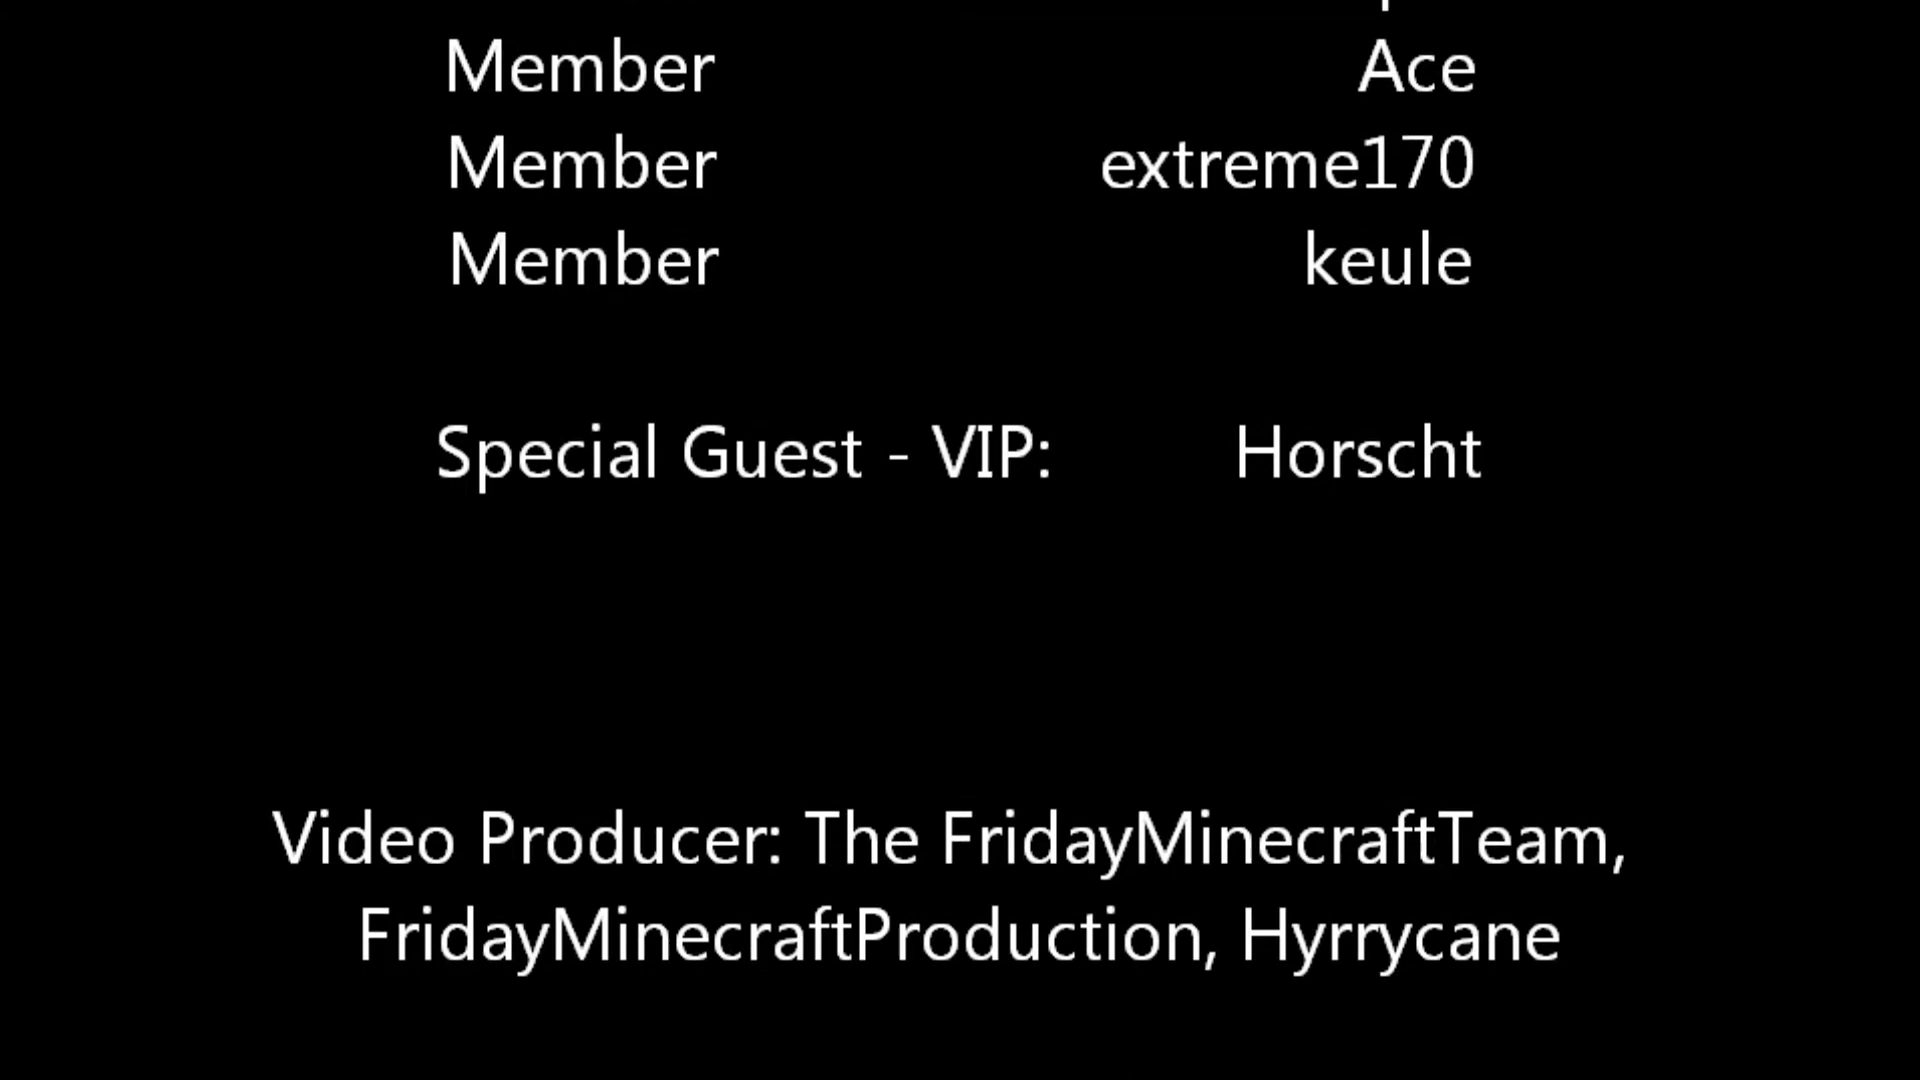 Member Ace
Member extreme170
Member keule
Special Guest - VIP: Horscht
Video Producer: The FridayMinecraftTeam,
FridayMinecraftProduction, Hyrrycane